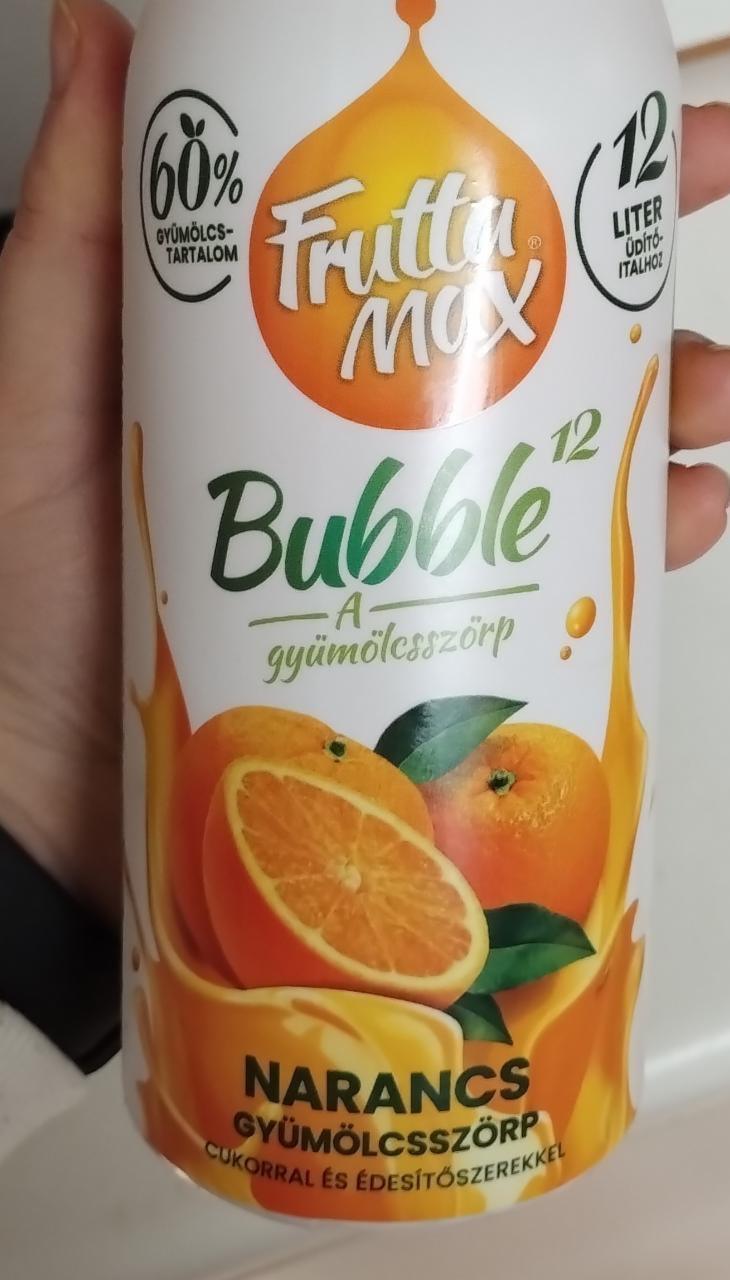 60%
GYÜMÖLCS-
TARTALOM
Frutta
MAX
®
12
LITER
ÜDÍTŐ-
ITALHOZ
Bubble 12
A
gyümölcsszörp
NARANCS
GYÜMÖLCSSZÖRP
CUKORRAL ÉS ÉDESÍTŐSZEREKKEL